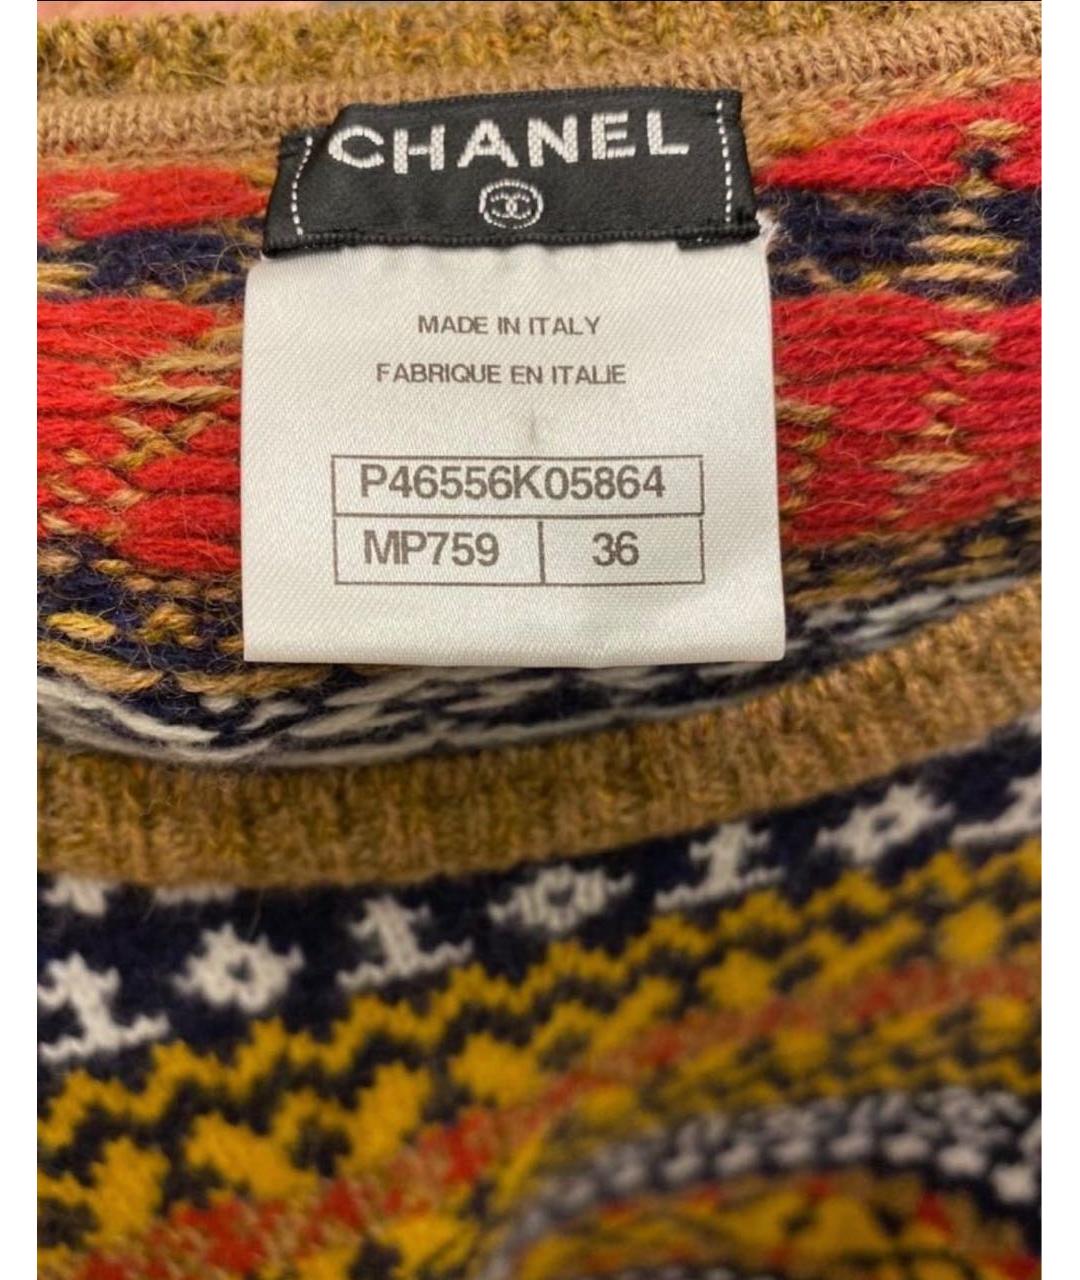 CHANEL
MADE IN ITALY
FABRIQUE EN ITALIE
P46556K05864
MP759 36